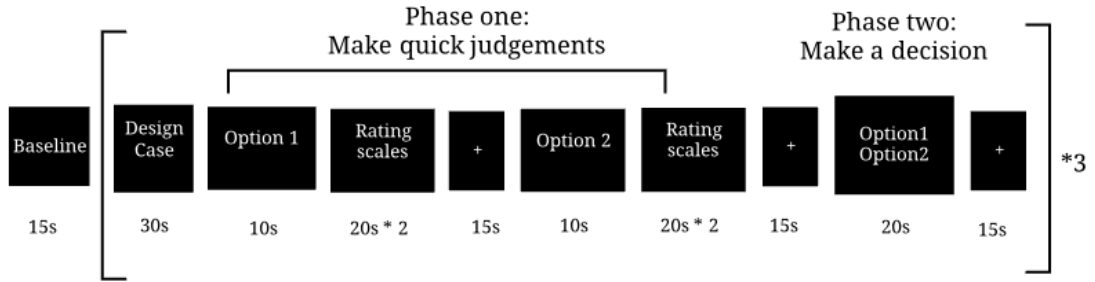 Phase one:
Make quick judgements
Phase two:
Make a decision
Baseline
Design
Case
Option 1
Rating
scales
+
Option 2
Rating
scales
+
Option1
Option2
+
*3
15s
30s
10s
20s * 2
15s
10s
20s * 2
15s
20s
15s